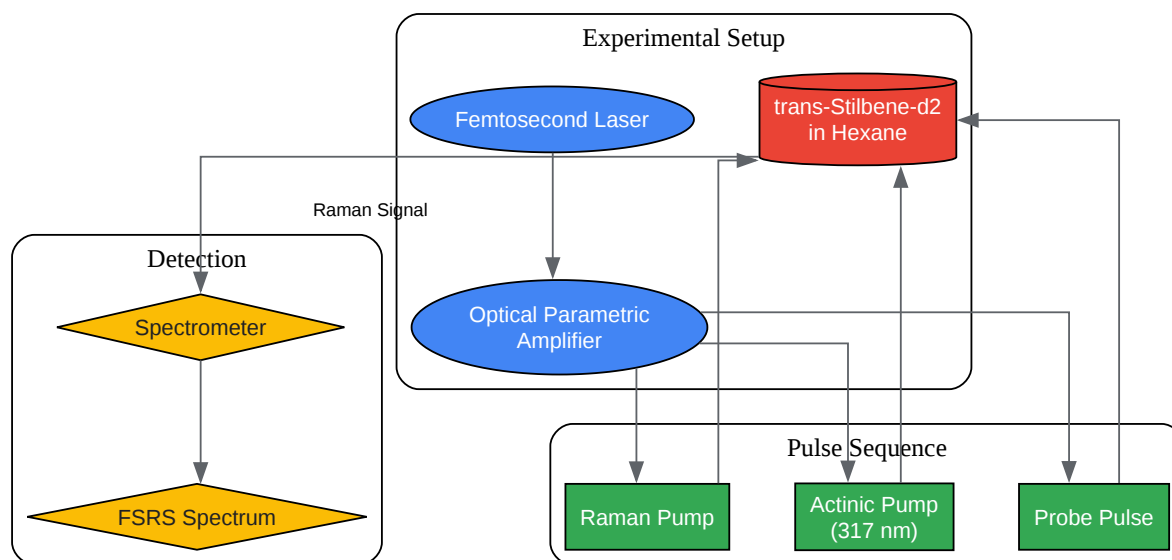 Experimental Setup
Femtosecond Laser
trans-Stilbene-d2
in Hexane
Raman Signal
Detection
Spectrometer
Optical Parametric
Amplifier
Pulse Sequence
FSRS Spectrum
Raman Pump
Actinic Pump
(317 nm)
Probe Pulse